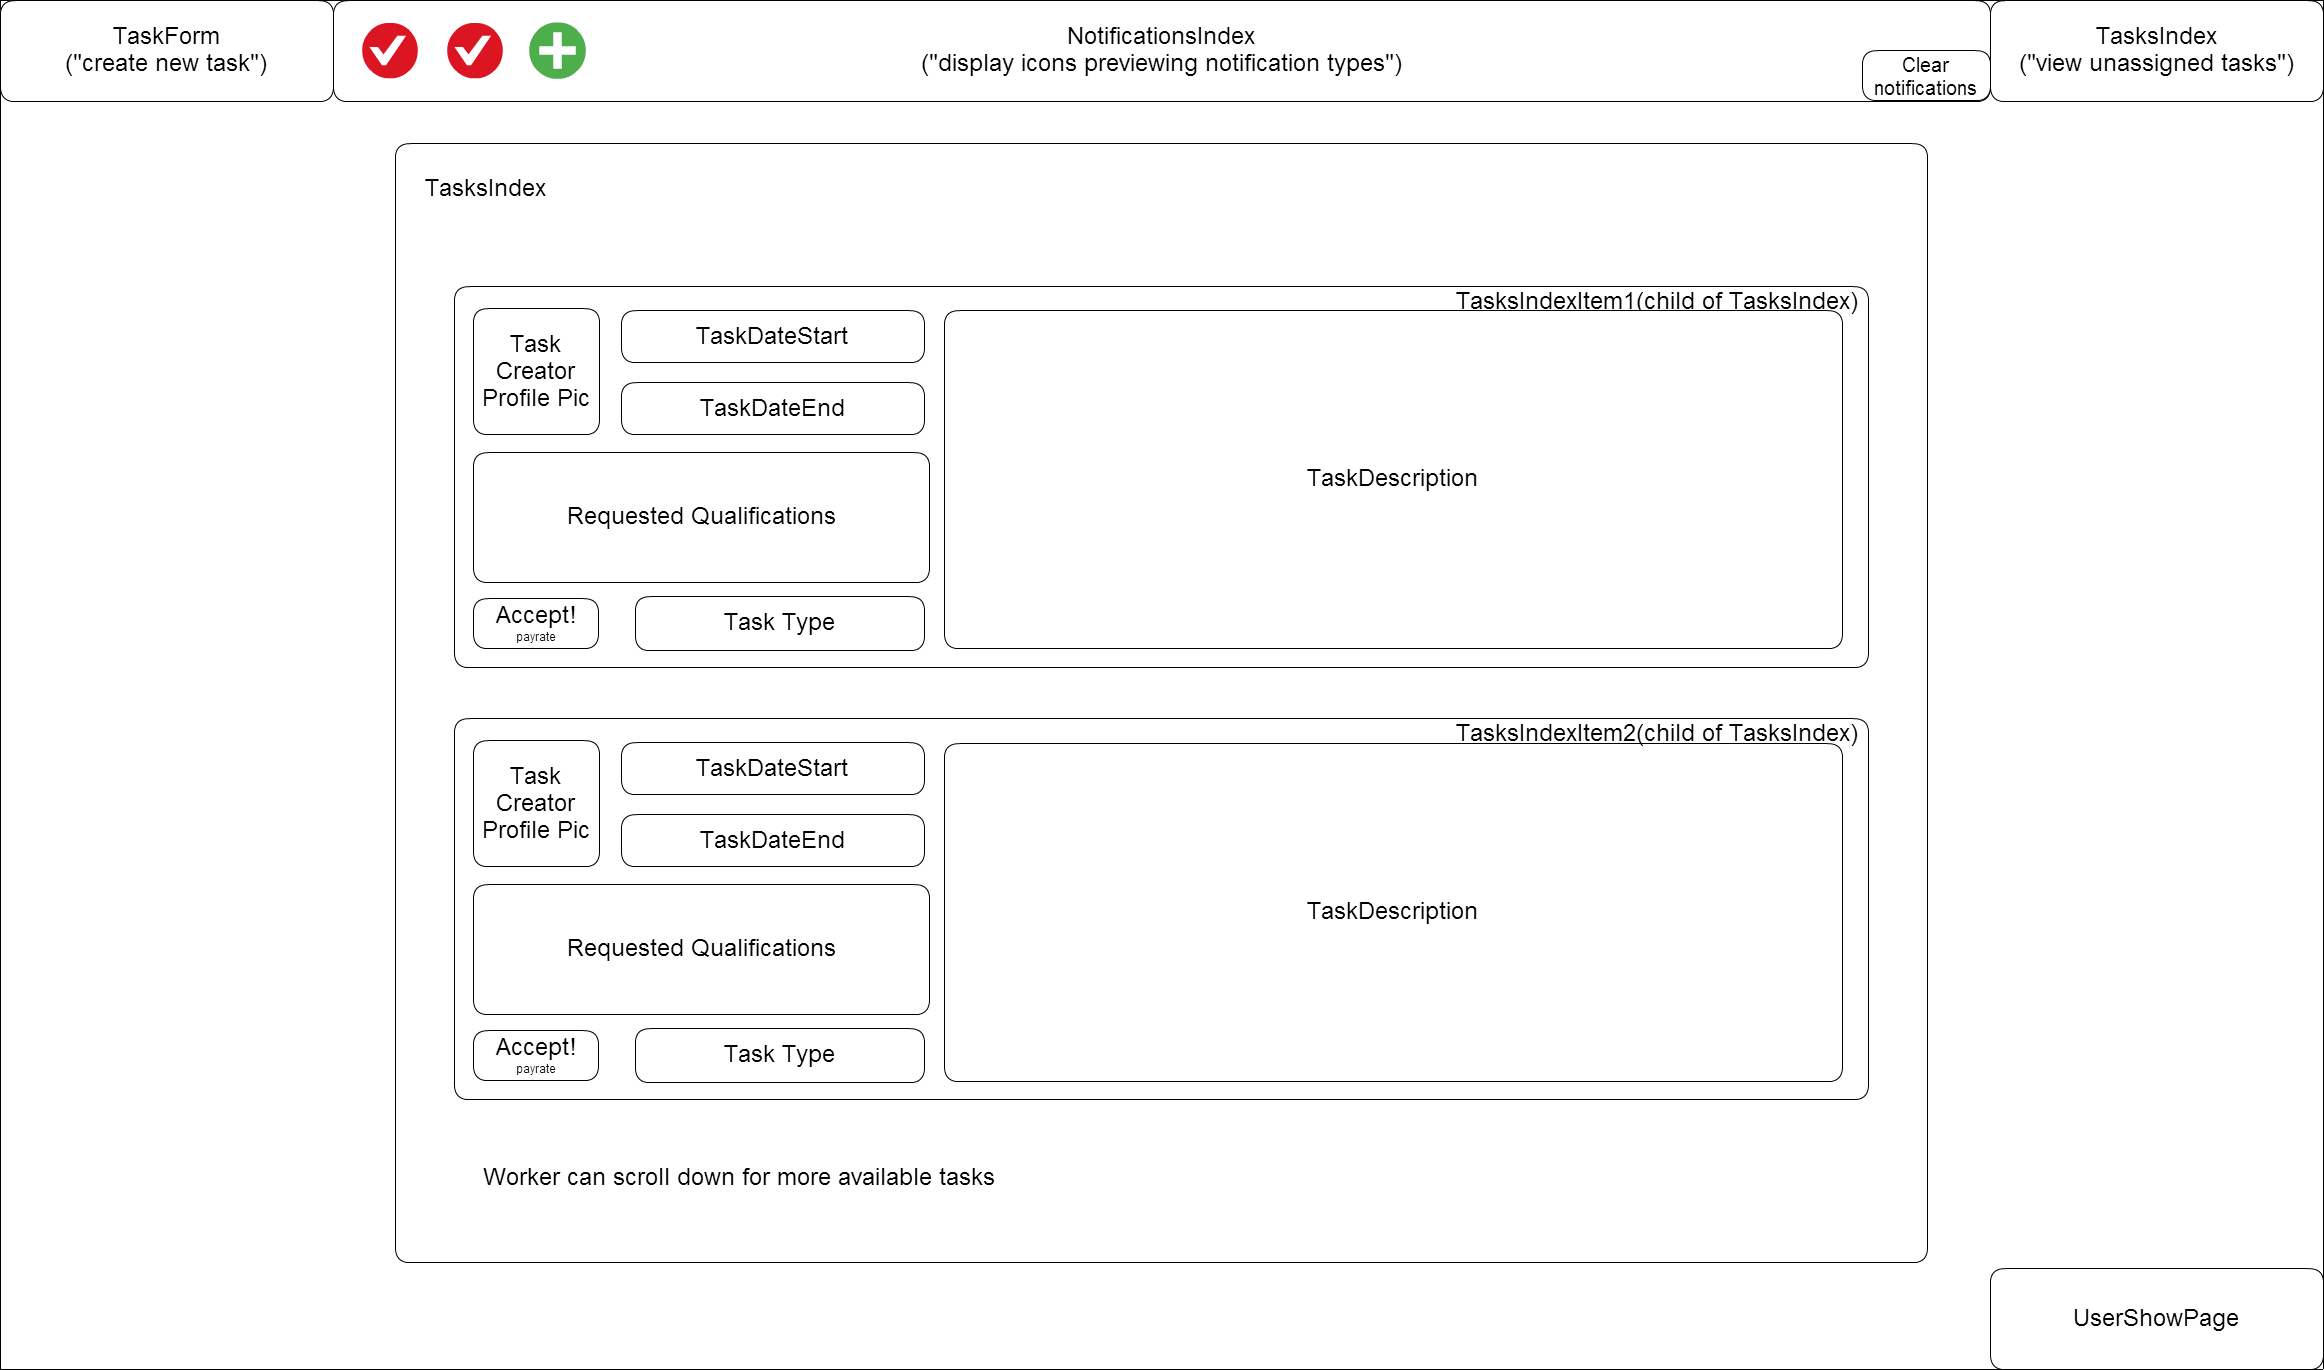 TaskForm
("create new task")
NotificationsIndex
("display icons previewing notification types")
Clear
notifications
TasksIndex
("view unassigned tasks")
TasksIndex
TasksIndexItem1(child of TasksIndex)
Task
Creator
Profile Pic
TaskDateStart
TaskDateEnd
Requested Qualifications
Accept!
payrate
Task Type
TaskDescription
TasksIndexItem2(child of TasksIndex)
Task
Creator
Profile Pic
TaskDateStart
TaskDateEnd
Requested Qualifications
Accept!
payrate
Task Type
TaskDescription
Worker can scroll down for more available tasks
UserShowPage